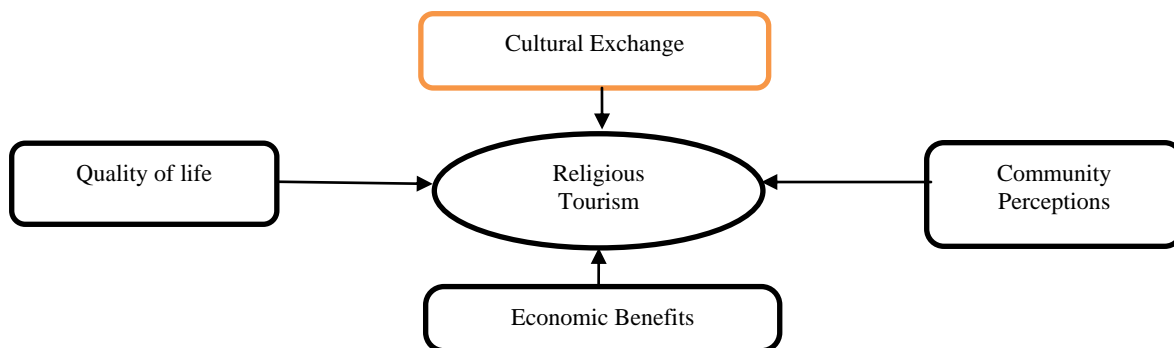 Cultural Exchange
Quality of life
Religious
Tourism
Community
Perceptions
Economic Benefits